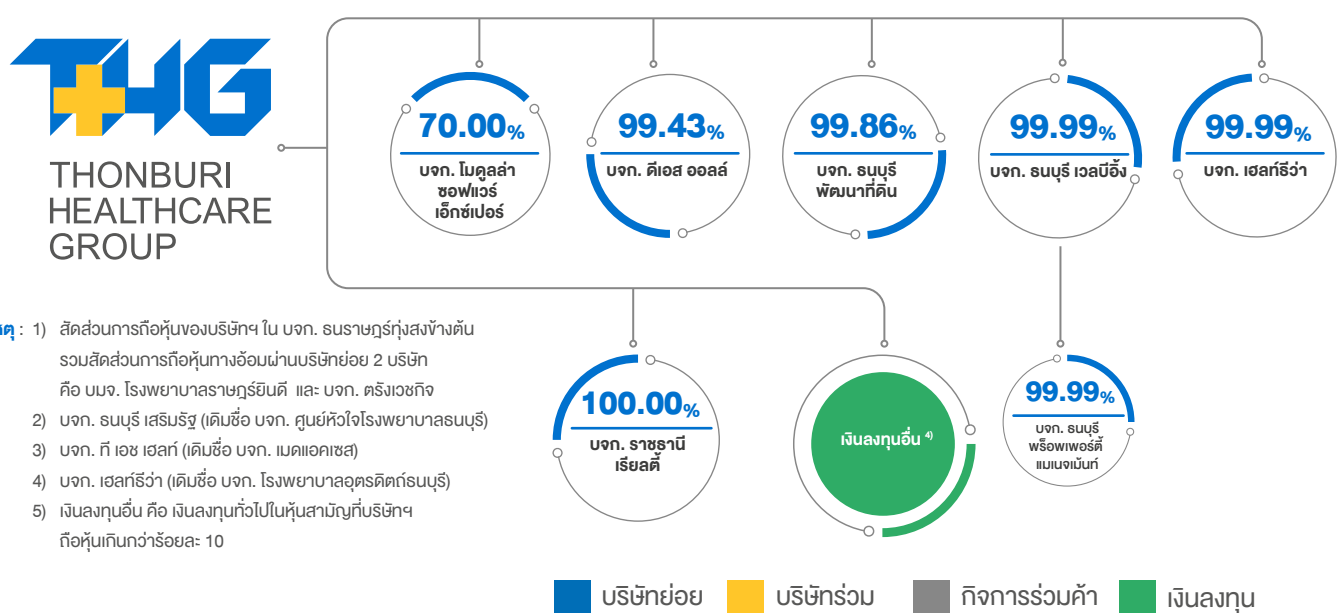 THG
THONBURI
HEALTHCARE
GROUP
70.00%
บจก. โมดูลล่า
ซอฟแวร์
เอ็กซ์เปอร์
99.43%
บจก. ดีเอส ออลล์
99.86%
บจก. ธนบุรี
พัฒนาที่ดิน
99.99%
บจก. ธนบุรี เวลบีอิ้ง
99.99%
บจก. เฮลท์ธีว่า
100.00%
บจก. ราชธานี
เรียลตี้
เงินลงทุนอื่น 4)
99.99%
บจก. ธนบุรี
พร็อพเพอร์ตี้
แมเนจเม้นท์
: 1) สัดส่วนการถือหุ้นของบริษัทฯ ใน บจก. ธนราษฎร์ทุ่งสงข้างต้น
รวมสัดส่วนการถือหุ้นทางอ้อมผ่านบริษัทย่อย 2 บริษัท
คือ บมจ. โรงพยาบาลราษฎร์ยินดี และ บจก. ตรังเวชกิจ
2) บจก. ธนบุรี เสริมรัฐ (เดิมชื่อ บจก. ศูนย์หัวใจโรงพยาบาลธนบุรี)
3) บจก. ที เอช เฮลท์ (เดิมชื่อ บจก. เมดแอคเซส)
4) บจก. เฮลท์ธีว่า (เดิมชื่อ บจก. โรงพยาบาลอุตรดิตถ์ธนบุรี)
5) เงินลงทุนอื่น คือ เงินลงทุนทั่วไปในหุ้นสามัญที่บริษัทฯ
ถือหุ้นเกินกว่าร้อยละ 10
บริษัทย่อย บริษัทร่วม กิจการร่วมค้า เงินลงทุน